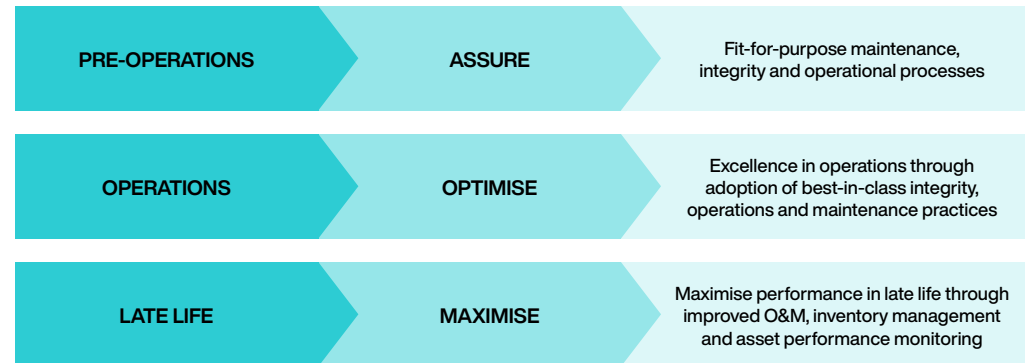 PRE-OPERATIONS
ASSURE
Fit-for-purpose maintenance,
integrity and operational processes
OPERATIONS
OPTIMISE
Excellence in operations through
adoption of best-in-class integrity,
operations and maintenance practices
LATE LIFE
MAXIMISE
Maximise performance in late life through
improved O&M, inventory management
and asset performance monitoring